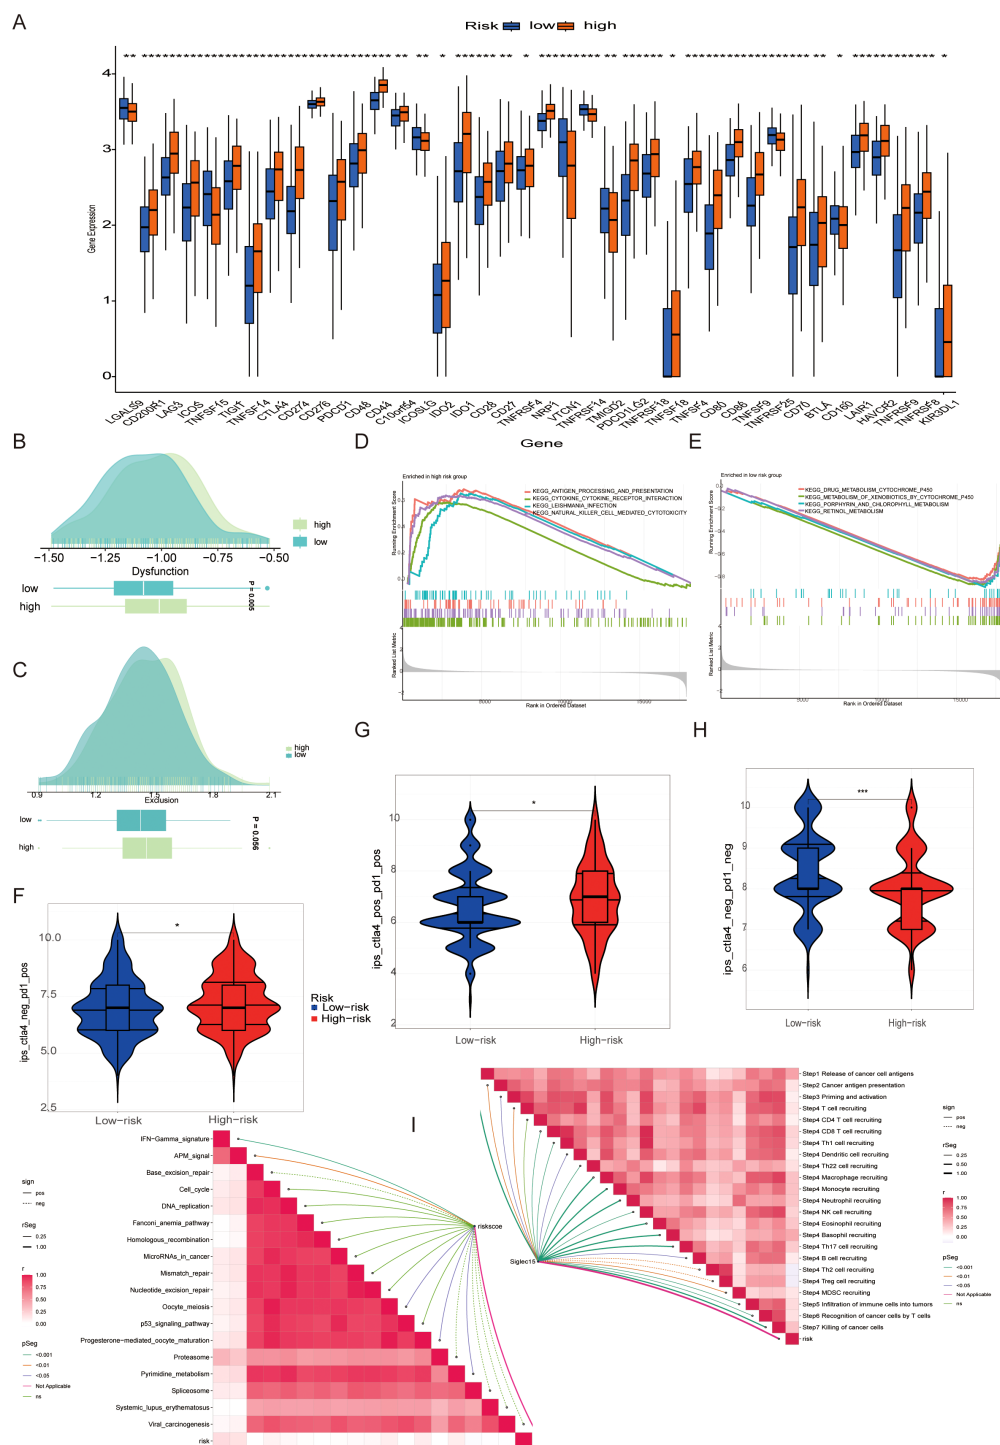 A
Risk low high
* * * * * * * * * * * * * * * * * * * * * * * * * * * * * * * * * * * * * * * *
Gene Expression
4
3
2
1
0
LGALS9
CD200R1
LAG3
ICOS
TNFSF15
TIGIT
TNFSF14
CTLA4
CD274
CD276
PDCD1
CD48
CD44
C10orf54
ICOSLG
IDO2
IDO1
CD28
CD27
TNFRSF4
NRP1
VTCN1
TNFRSF14
TMIGD2
PDCD1LG2
TNFRSF18
TNFSF18
TNFSF4
CD80
CD86
TNFSF9
TNFRSF25
CD70
BTLA
CD160
LAIR1
HAVCR2
TNFRSF9
TNFRSF8
KIR3DL1
Gene
B
high
low
−1.50 −1.25 −1.00 −0.75 −0.50
Dysfunction
low
high
P = 0.005
C
high
low
0.9 1.2 1.5 1.8 2.1
Exclusion
low
high
P = 0.056
D
Enriched in high risk group
KEGG_ANTIGEN_PROCESSING_AND_PRESENTATION
KEGG_CYTOKINE_CYTOKINE_RECEPTOR_INTERACTION
KEGG_LEISHMANIA_INFECTION
KEGG_NATURAL_KILLER_CELL_MEDIATED_CYTOTOXICITY
Running Enrichment Score
Ranked List Metric
Rank in Ordered Dataset
E
Enriched in low risk group
KEGG_DRUG_METABOLISM_CYTOCHROME_P450
KEGG_METABOLISM_OF_XENOBIOTICS_BY_CYTOCHROME_P450
KEGG_PORPHYRIN_AND_CHLOROPHYLL_METABOLISM
KEGG_RETINOL_METABOLISM
Running Enrichment Score
Ranked List Metric
Rank in Ordered Dataset
F
ips_ctla4_neg_pd1_pos
10.0
7.5
5.0
2.5
*
Low−risk High−risk
Risk
Low−risk
High−risk
G
ips_ctla4_pos_pd1_pos
10
8
6
4
2
*
Low−risk High−risk
H
ips_ctla4_neg_pd1_neg
10
9
8
7
6
***
Low−risk High−risk
I
IFN−Gamma_signature
APM_signal
Base_excision_repair
Cell_cycle
DNA_replication
Fanconi_anemia_pathway
Homologous_recombination
MicroRNAs_in_cancer
Mismatch_repair
Nucleotide_excision_repair
Oocyte_meiosis
p53_signaling_pathway
Progesterone−mediated_oocyte_maturation
Proteasome
Pyrimidine_metabolism
Spliceosome
Systemic_lupus_erythematosus
Viral_carcinogenesis
risk
riskscoe
sign
pos
neg
rSeg
0.25
1.00
r
1.00
0.75
0.50
0.25
0.00
pSeg
<0.001
<0.01
<0.05
Not Applicable
ns
Step1 Release of cancer cell antigens
Step2 Cancer antigen presentation
Step3 Priming and activation
Step4 T cell recruiting
Step4 CD4 T cell recruiting
Step4 CD8 T cell recruiting
Step4 Th1 cell recruiting
Step4 Dendritic cell recruiting
Step4 Th22 cell recruiting
Step4 Macrophage recruiting
Step4 Monocyte recruiting
Step4 Neutrophil recruiting
Step4 NK cell recruiting
Step4 Eosinophil recruiting
Step4 Basophil recruiting
Step4 Th17 cell recruiting
Step4 B cell recruiting
Step4 Th2 cell recruiting
Step4 Treg cell recruiting
Step4 MDSC recruiting
Step5 Infiltration of immune cells into tumors
Step6 Recognition of cancer cells by T cells
Step7 Killing of cancer cells
risk
Siglec15
sign
pos
neg
rSeg
0.25
0.50
1.00
r
1.00
0.75
0.50
0.25
0.00
pSeg
<0.001
<0.01
<0.05
Not Applicable
ns